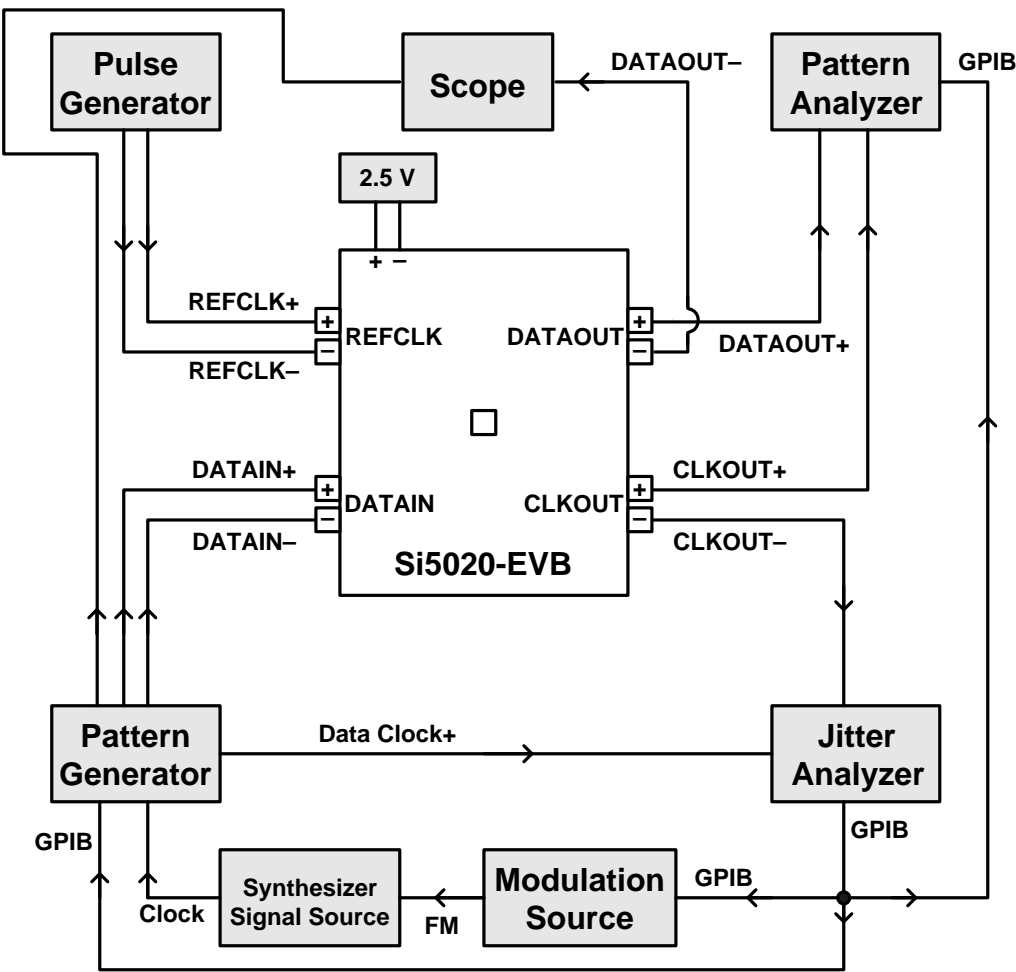 Pulse
Generator
Scope
DATAOUT–
Pattern
Analyzer
GPIB
2.5 V
+ –
REFCLK+
+
REFCLK
–
REFCLK–
DATAOUT
+
–
DATAOUT+
DATAIN+
+
DATAIN
–
DATAIN–
CLKOUT
+
–
CLKOUT+
CLKOUT–
Si5020-EVB
Pattern
Generator
Data Clock+
Jitter
Analyzer
GPIB
GPIB
Clock
Synthesizer
Signal Source
FM
Modulation
Source
GPIB